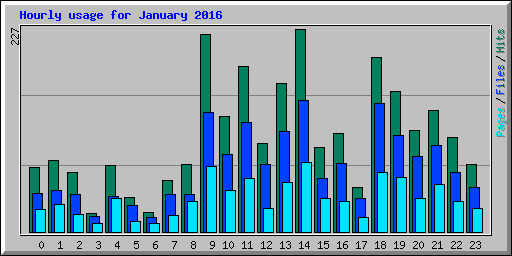 Hourly usage for January 2016
227
Pages/Files/Hits
0 1 2 3 4 5 6 7 8 9 10 11 12 13 14 15 16 17 18 19 20 21 22 23